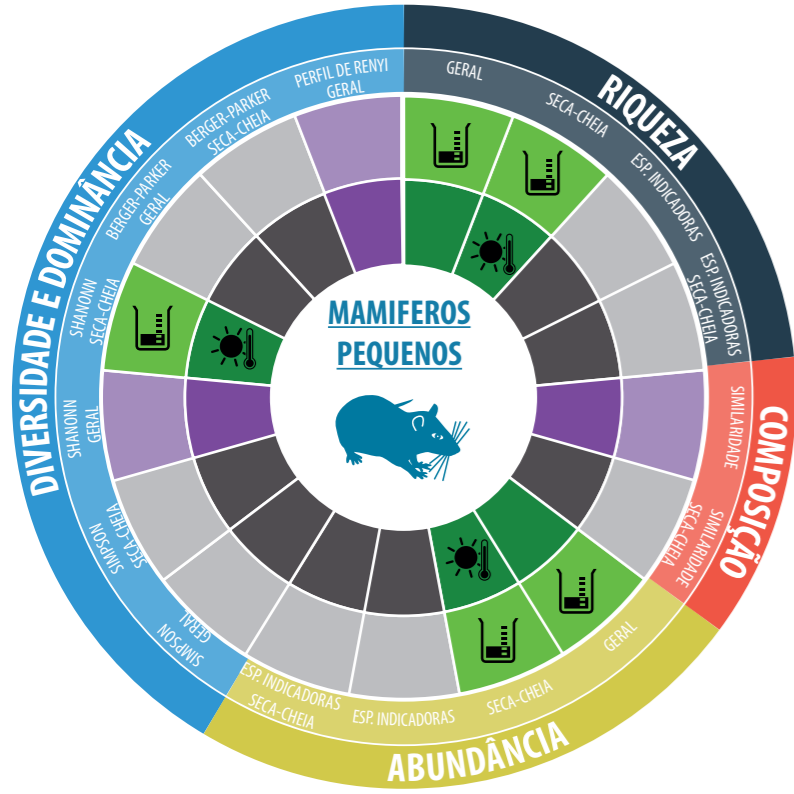 MAMIFEROS
PEQUENOS
RIQUEZA
GERAL
SECA-CHEIA
ESP. INDICADORAS
ESP. INDICADORAS
SECA-CHEIA
COMPOSIÇÃO
SIMILARIDADE
SIMILARIDADE
SECA-CHEIA
ABUNDÂNCIA
GERAL
SECA-CHEIA
ESP. INDICADORAS
ESP. INDICADORAS
SECA-CHEIA
DIVERSIDADE E DOMINÂNCIA
SIMPSON
GERAL
SIMPSON
SECA-CHEIA
SHANONN
GERAL
SHANONN
SECA-CHEIA
BERGER-PARKER
GERAL
BERGER-PARKER
SECA-CHEIA
PERFIL DE RENYI
GERAL